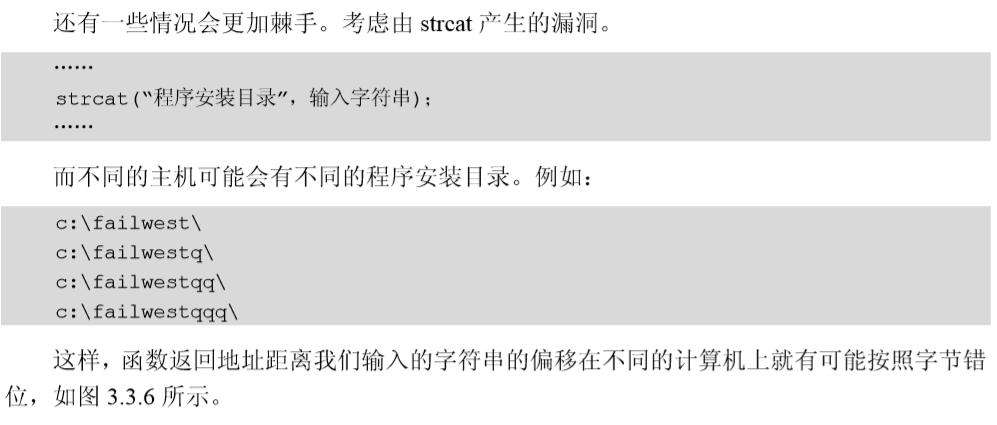 还有一些情况会更加棘手。考虑由 strcat 产生的漏洞。
……
strcat(“程序安装目录”, 输入字符串);
……
而不同的主机可能会有不同的程序安装目录。例如：
c:\failwest\
c:\failwestq\
c:\failwestqq\
c:\failwestqqq\
这样，函数返回地址距离我们输入的字符串的偏移在不同的计算机上就有可能按照字节错
位，如图 3.3.6 所示。